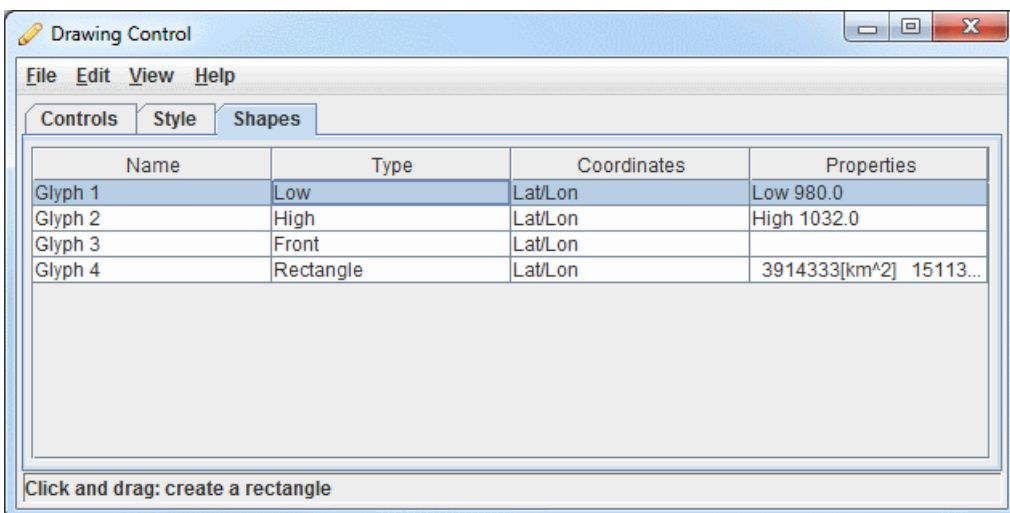 Drawing Control
File Edit View Help
Controls Style Shapes
Name Type Coordinates Properties
Glyph 1 Low Lat/Lon Low 980.0
Glyph 2 High Lat/Lon High 1032.0
Glyph 3 Front Lat/Lon
Glyph 4 Rectangle Lat/Lon 3914333[km^2] 15113...
Click and drag: create a rectangle